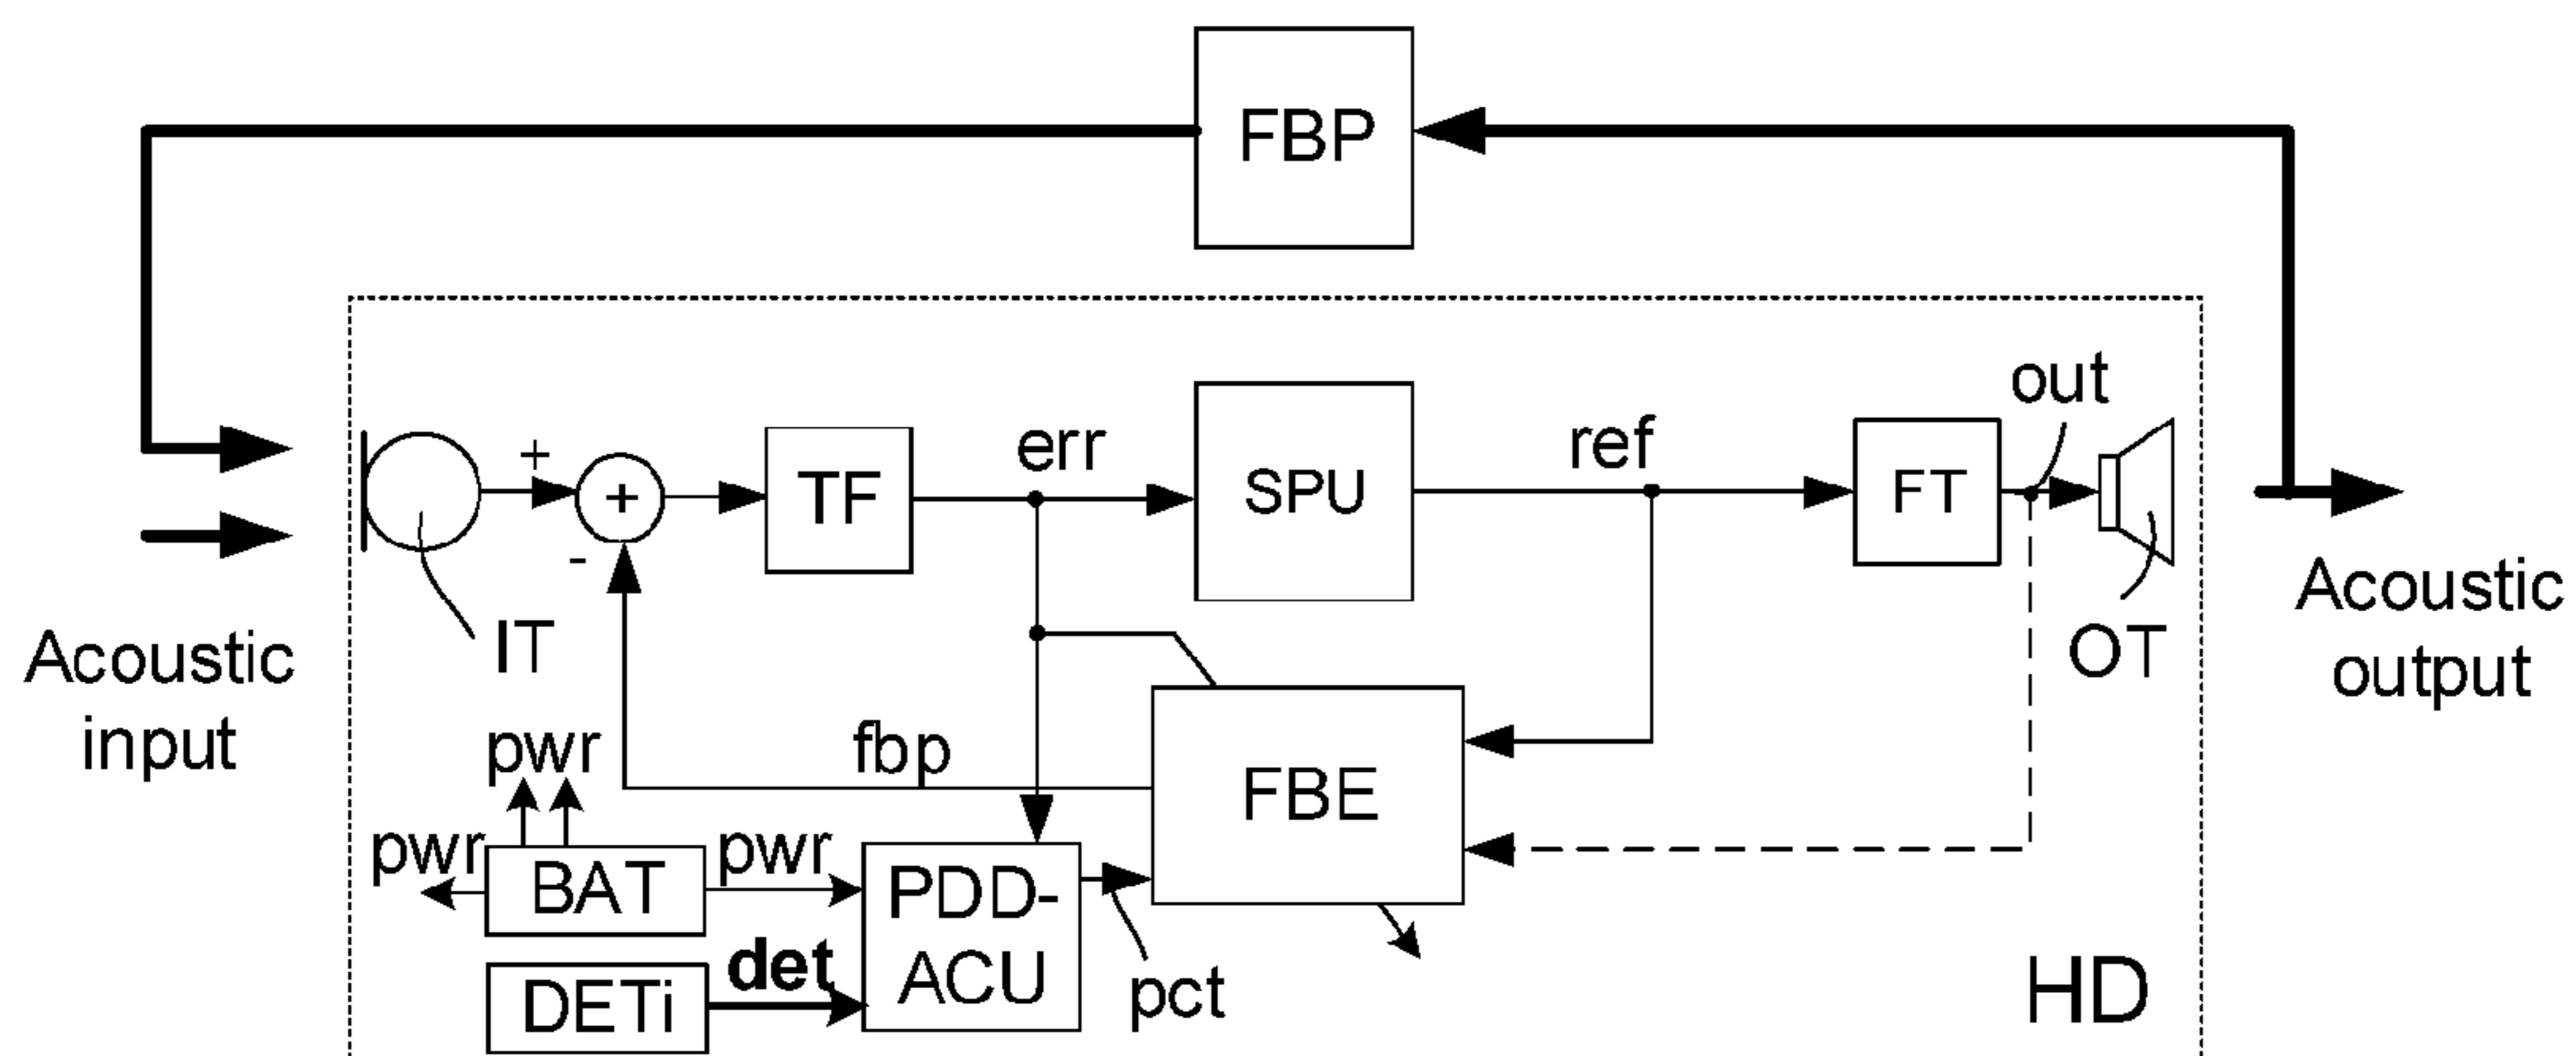 FBP
out
+
err
ref
TF
SPU
FT
+
-
IT
OT
Acoustic
input
Acoustic
output
pwr
fbp
FBE
pwr
BAT
pwr
PDD-
ACU
det
DETi
pct
HD